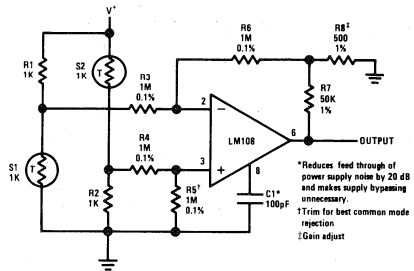 V+
R6
1M
0.1%
R8‡
500
1%
R1
1K
S2
1K
T
R3
1M
0.1%
R7
50K
1%
2
−
LM108
6
OUTPUT
R4
1M
0.1%
3
+
8
S1
1K
T
R2
1K
R5†
1M
0.1%
C1*
100pF
*Reduces feed through of
power supply noise by 20 dB
and makes supply bypassing
unnecessary.
†Trim for best common mode
rejection
‡Gain adjust